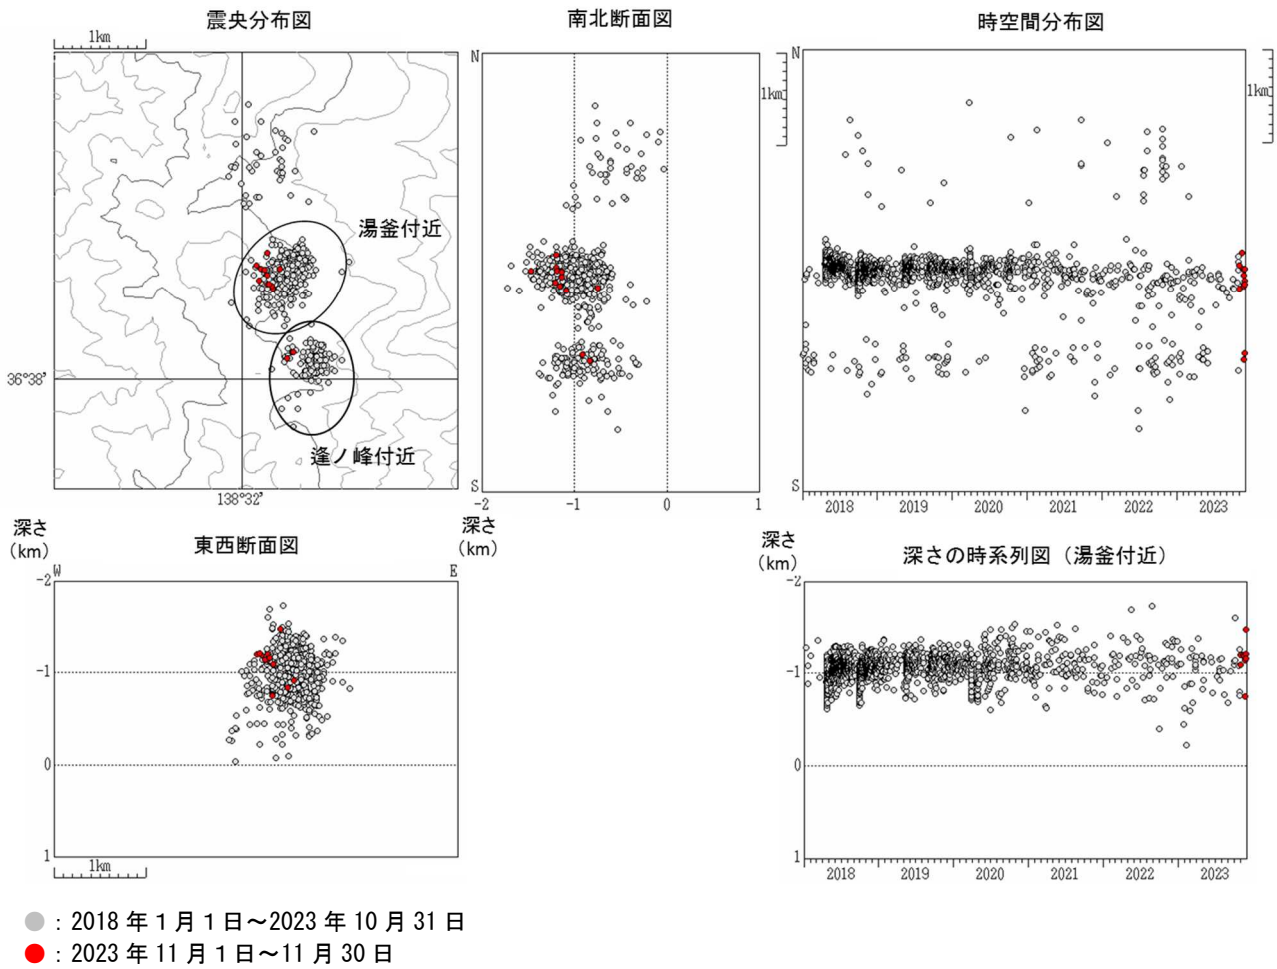 震央分布図
南北断面図
時空間分布図
1km
N
N
1km
1km
湯釜付近
36°38’
逢ノ峰付近
S
S
138°32’
-2
-1
0
1
2018
2019
2020
2021
2022
2023
深さ
(km)
東西断面図
深さ
(km)
深さ
(km)
深さの時系列図(湯釜付近)
W
E
-2
-2
-1
-1
0
0
1
1
1km
2018
2019
2020
2021
2022
2023
:2018年1月1日~2023年10月31日
:2023年11月1日~11月30日